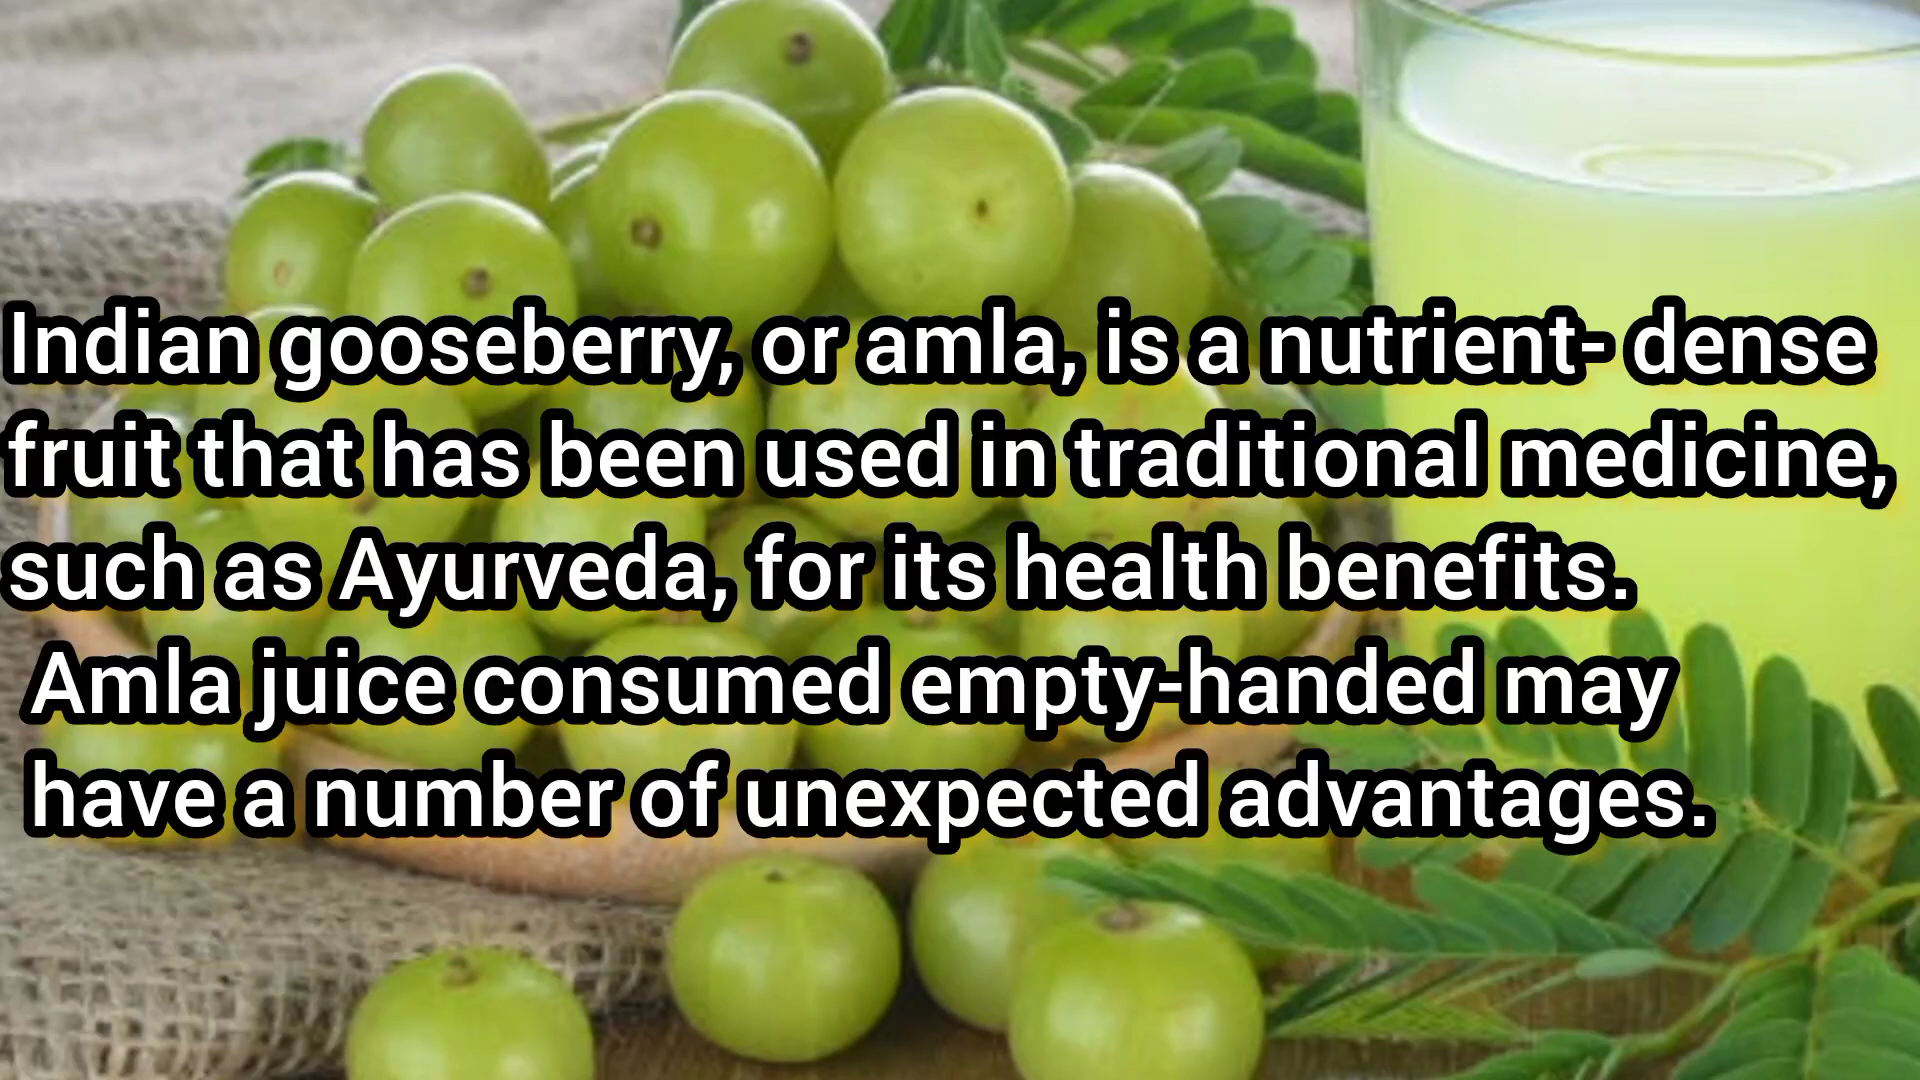 Indian gooseberry, or amla, is a nutrient- dense
fruit that has been used in traditional medicine,
such as Ayurveda, for its health benefits.
Amla juice consumed empty-handed may
have a number of unexpected advantages.